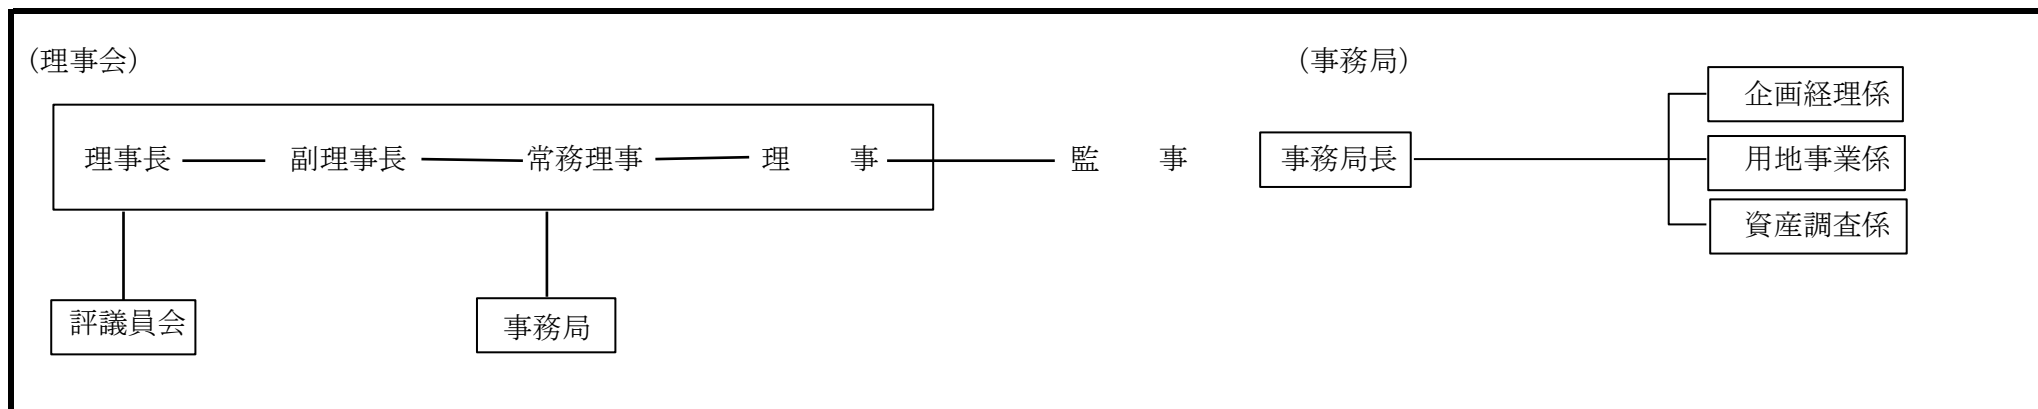 （理事会）
（事務局）
企画経理係
理事長 副理事長 常務理事 理　事 監　事 事務局長 用地事業係
資産調査係
評議員会 事務局